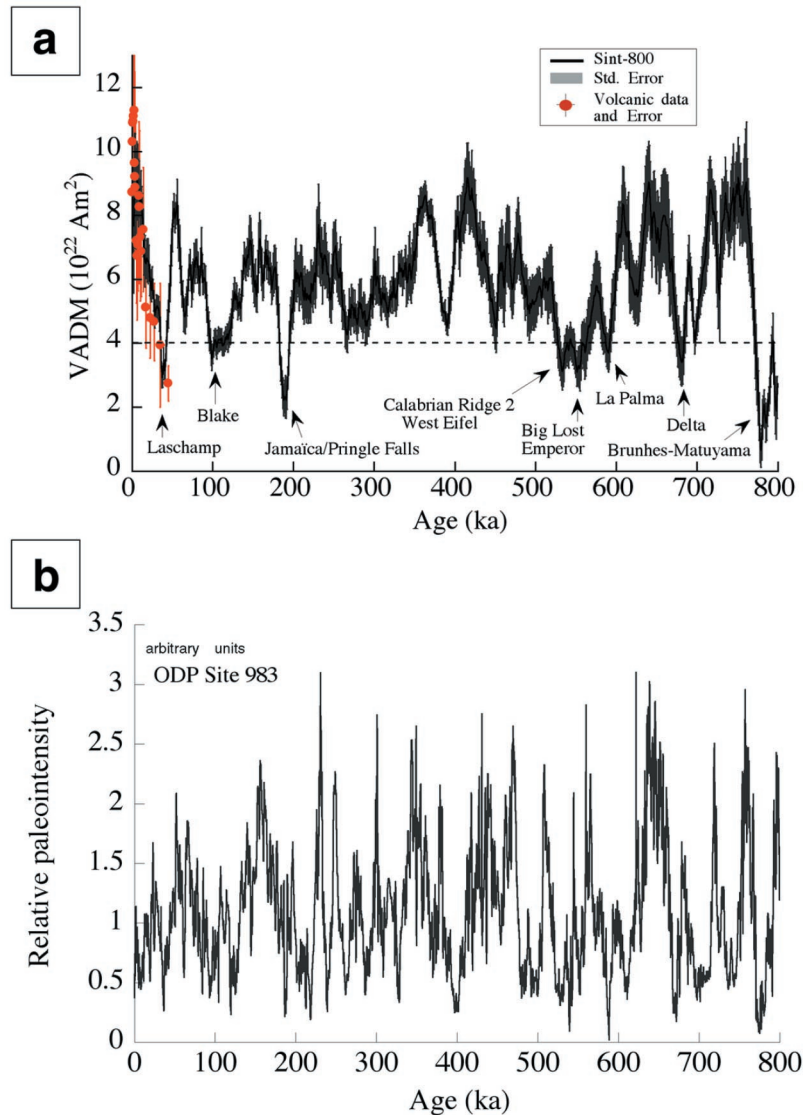 a
Sint-800
Std. Error
Volcanic data
and Error
12
10
8
6
4
2
0
VADM (10²² Am²)
Laschamp
Blake
Jamaïca/Pringle Falls
Calabrian Ridge 2
West Eifel
Big Lost
Emperor
La Palma
Delta
Brunhes-Matuyama
0 100 200 300 400 500 600 700 800
Age (ka)
b
3.5
3
2.5
2
1.5
1
0.5
0
arbitrary units
ODP Site 983
Relative paleointensity
0 100 200 300 400 500 600 700 800
Age (ka)